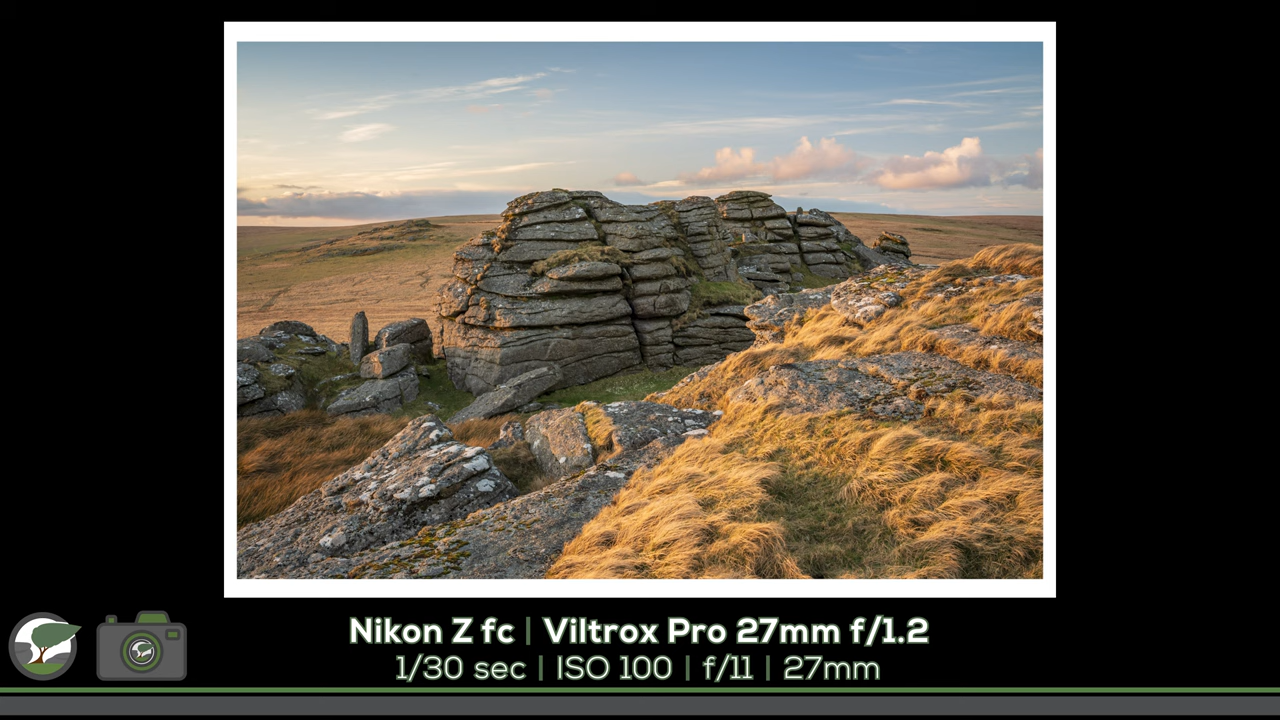 Nikon Z fc | Viltrox Pro 27mm f/1.2
1/30 sec | ISO 100 | f/11 | 27mm